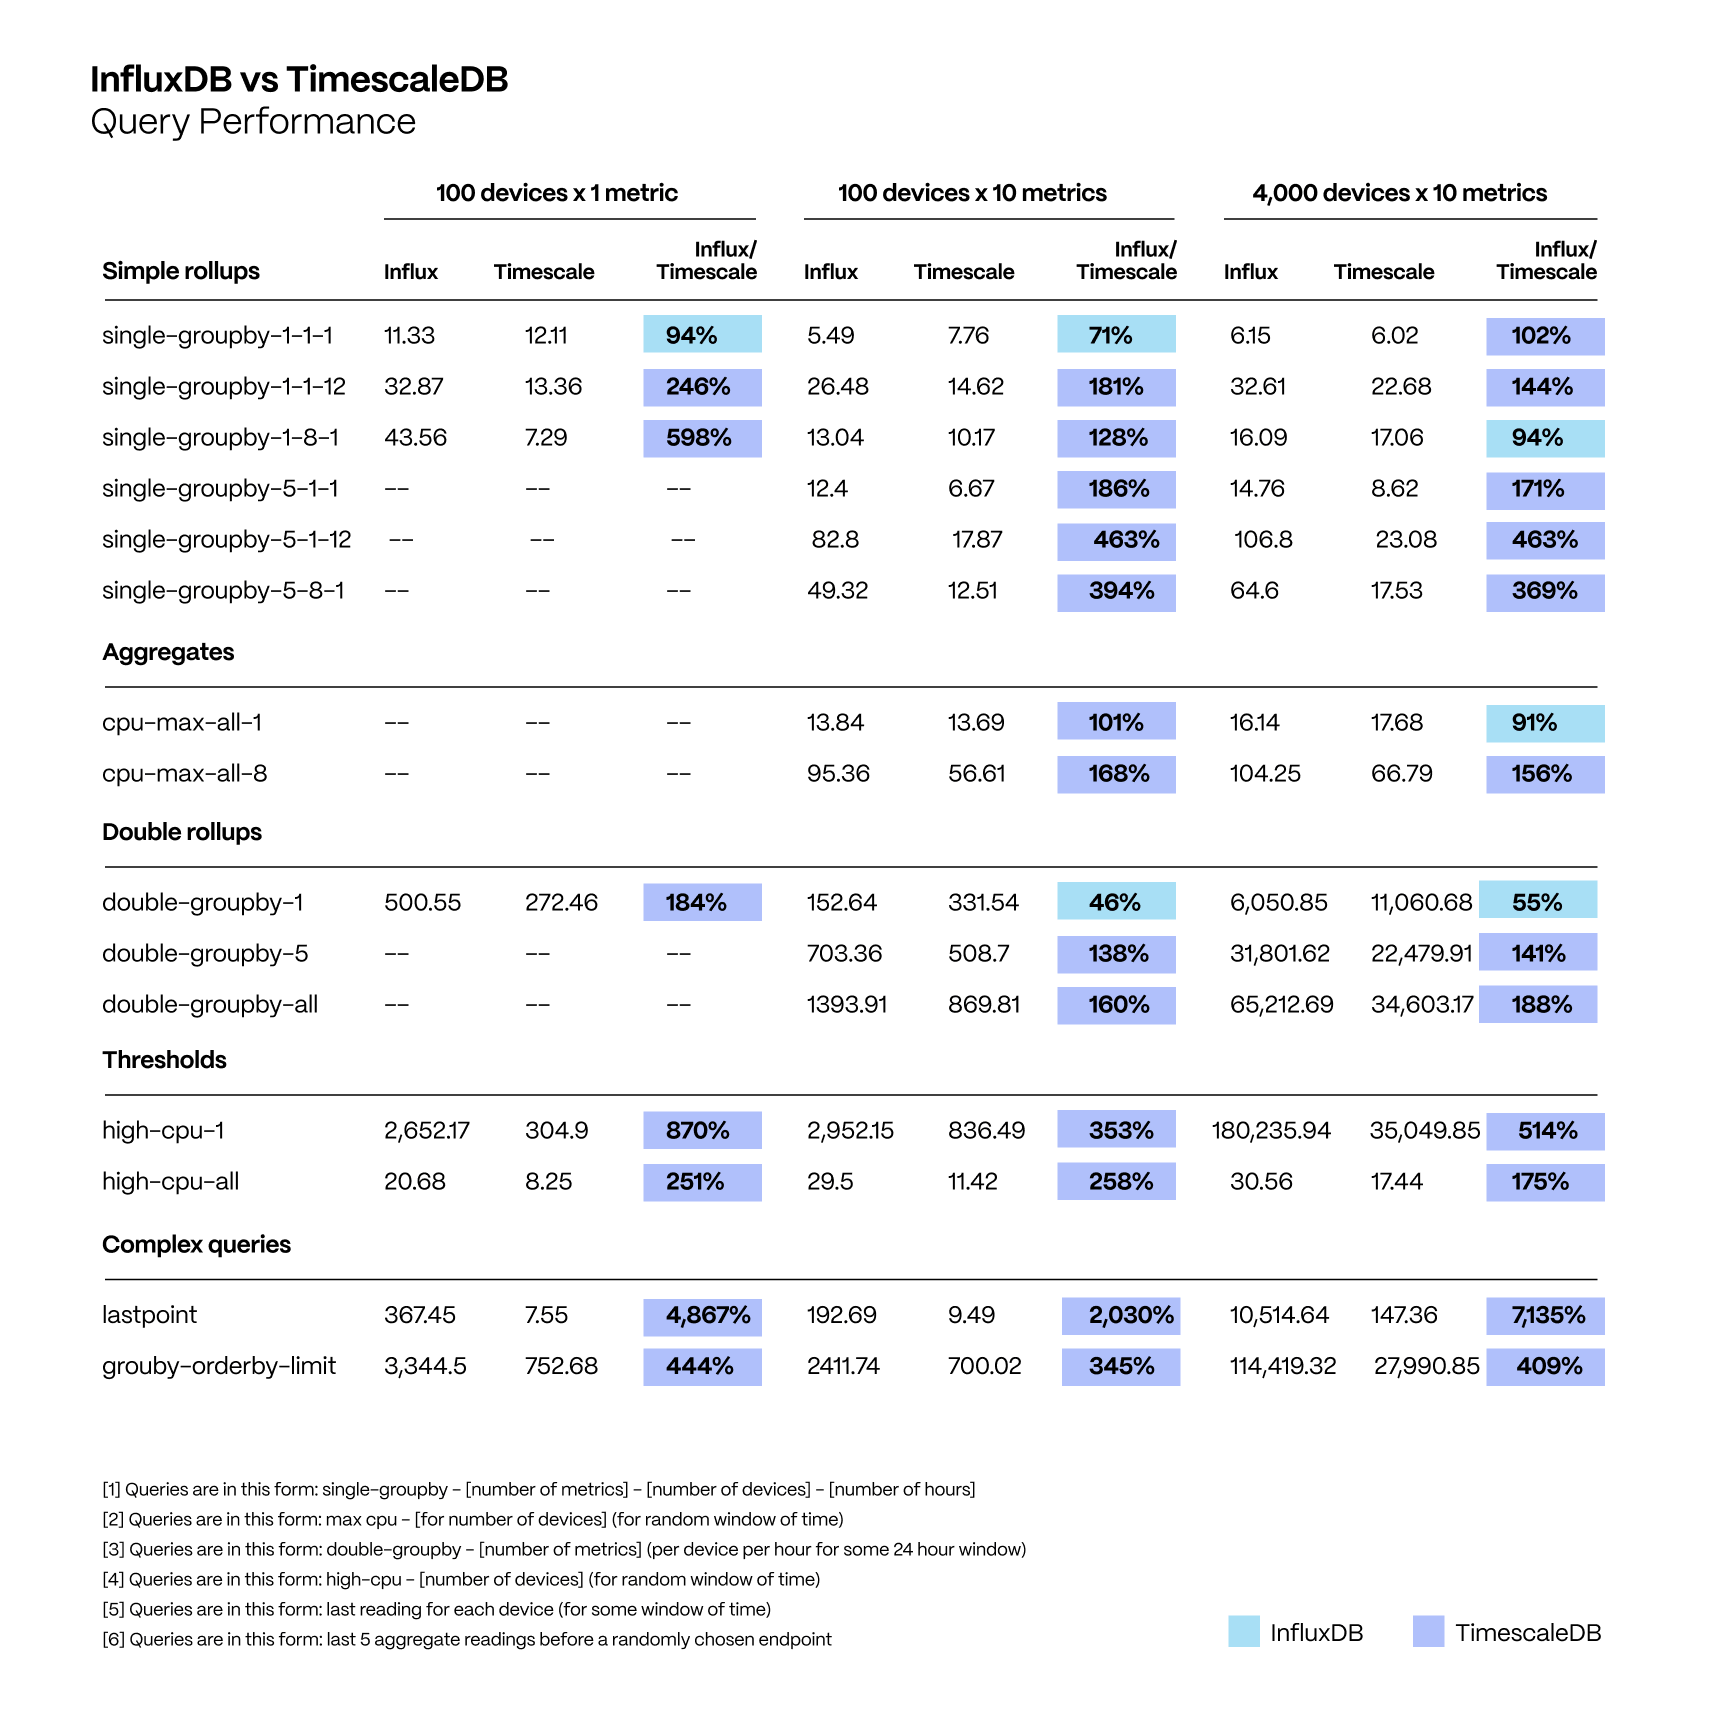 InfluxDB vs TimescaleDB
Query Performance
100 devices x 1 metric 100 devices x 10 metrics 4,000 devices x 10 metrics
Simple rollups Influx Timescale Influx/ Timescale Influx Timescale Influx/ Timescale Influx Timescale Influx/ Timescale
single-groupby-1-1-1 11.33 12.11 94% 5.49 7.76 71% 6.15 6.02 102%
single-groupby-1-1-12 32.87 13.36 246% 26.48 14.62 181% 32.61 22.68 144%
single-groupby-1-8-1 43.56 7.29 598% 13.04 10.17 128% 16.09 17.06 94%
single-groupby-5-1-1 -- -- -- 12.4 6.67 186% 14.76 8.62 171%
single-groupby-5-1-12 -- -- -- 82.8 17.87 463% 106.8 23.08 463%
single-groupby-5-8-1 -- -- -- 49.32 12.51 394% 64.6 17.53 369%
Aggregates
cpu-max-all-1 -- -- -- 13.84 13.69 101% 16.14 17.68 91%
cpu-max-all-8 -- -- -- 95.36 56.61 168% 104.25 66.79 156%
Double rollups
double-groupby-1 500.55 272.46 184% 152.64 331.54 46% 6,050.85 11,060.68 55%
double-groupby-5 -- -- -- 703.36 508.7 138% 31,801.62 22,479.91 141%
double-groupby-all -- -- -- 1393.91 869.81 160% 65,212.69 34,603.17 188%
Thresholds
high-cpu-1 2,652.17 304.9 870% 2,952.15 836.49 353% 180,235.94 35,049.85 514%
high-cpu-all 20.68 8.25 251% 29.5 11.42 258% 30.56 17.44 175%
Complex queries
lastpoint 367.45 7.55 4,867% 192.69 9.49 2,030% 10,514.64 147.36 7,135%
grouby-orderby-limit 3,344.5 752.68 444% 2411.74 700.02 345% 114,419.32 27,990.85 409%
[1] Queries are in this form: single-groupby - [number of metrics] - [number of devices] - [number of hours]
[2] Queries are in this form: max cpu - [for number of devices] (for random window of time)
[3] Queries are in this form: double-groupby - [number of metrics] (per device per hour for some 24 hour window)
[4] Queries are in this form: high-cpu - [number of devices] (for random window of time)
[5] Queries are in this form: last reading for each device (for some window of time)
[6] Queries are in this form: last 5 aggregate readings before a randomly chosen endpoint
InfluxDB TimescaleDB